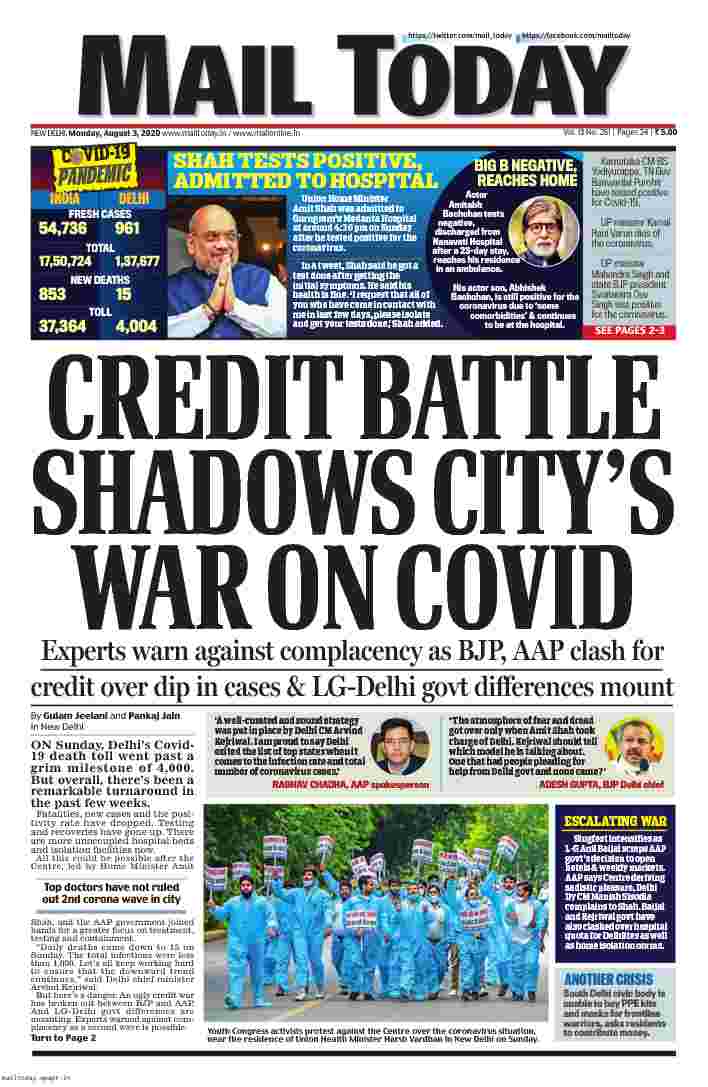 https://twitter.com/mail_today https://facebook.com/mailtoday
MAIL TODAY
NEW DELHI, Monday, August 3, 2020 www.mailtoday.in / www.mailonline.in
Vol. 13 No. 261 | Pages 24 | ₹ 5.00
COVID-19
PANDEMIC
INDIA DELHI
FRESH CASES
54,736 961
TOTAL
17,50,724 1,37,677
NEW DEATHS
853 15
TOLL
37,364 4,004
SHAH TESTS POSITIVE,
ADMITTED TO HOSPITAL
Union Home Minister
Amit Shah was admitted to
Gurugram's Medanta Hospital
at around 4:30 pm on Sunday
after he tested positive for the
coronavirus.
In a tweet, Shah said he got a
test done after getting the
initial symptoms. He said his
health is fine. 'I request that all of
you who have come in contact with
me in last few days, please isolate
and get your tests done,' Shah added.
BIG B NEGATIVE,
REACHES HOME
Actor
Amitabh
Bachchan tests
negative,
discharged from
Nanavati Hospital
after a 23-day stay,
reaches his residence
in an ambulance.
His actor son, Abhishek
Bachchan, is still positive for the
coronavirus due to 'some
comorbidities' & continues
to be at the hospital.
Karnataka CM BS
Yediyurappa, TN Guv
Banwarilal Purohit
have tested positive
for Covid-19.
UP minister Kamal
Rani Varun dies of
the coronavirus.
UP minister
Mahendra Singh and
state BJP president
Swatantra Dev
Singh test positive
for the coronavirus.
SEE PAGES 2-3
CREDIT BATTLE
SHADOWS CITY'S
WAR ON COVID
Experts warn against complacency as BJP, AAP clash for
credit over dip in cases & LG-Delhi govt differences mount
By Gulam Jeelani and Pankaj Jain
in New Delhi
ON Sunday, Delhi's Covid-
19 death toll went past a
grim milestone of 4,000.
But overall, there's been a
remarkable turnaround in
the past few weeks.
Fatalities, new cases and the posi-
tivity rate have dropped. Testing
and recoveries have gone up. There
are more unoccupied hospital beds
and isolation facilities now.
All this could be possible after the
Centre, led by Home Minister Amit
Top doctors have not ruled
out 2nd corona wave in city
Shah, and the AAP government joined
hands for a greater focus on treatment,
testing and containment.
"Daily deaths came down to 15 on
Sunday. The total infections were less
than 1,000. Let's all keep working hard
to ensure that the downward trend
continues," said Delhi chief minister
Arvind Kejriwal.
But here's a danger: An ugly credit war
has broken out between BJP and AAP.
And LG-Delhi govt differences are
mounting. Experts warned against com-
placency as a second wave is possible.
Turn to Page 2
'A well-curated and sound strategy
was put in place by Delhi CM Arvind
Kejriwal. I am proud to say Delhi
exited the list of top states when it
comes to the infection rate and total
number of coronavirus cases.'
RAGHAV CHADHA, AAP spokesperson
'The atmosphere of fear and dread
got over only when Amit Shah took
charge of Delhi. Kejriwal should tell
which model he is talking about.
One that had people pleading for
help from Delhi govt and none came?'
ADESH GUPTA, BJP Delhi chief
Youth Congress activists protest against the Centre over the coronavirus situation,
near the residence of Union Health Minister Harsh Vardhan in New Delhi on Sunday.
ESCALATING WAR
Slugfest intensifies as
L-G Anil Baijal scraps AAP
govt's decision to open
hotels & weekly markets.
AAP says Centre deriving
sadistic pleasure, Delhi
Dy CM Manish Sisodia
complains to Shah. Baijal
and Kejriwal govt have
also clashed over hospital
quota for Delhiites as well
as home isolation norms.
ANOTHER CRISIS
South Delhi civic body is
unable to buy PPE kits
and masks for frontline
warriors, asks residents
to contribute money.